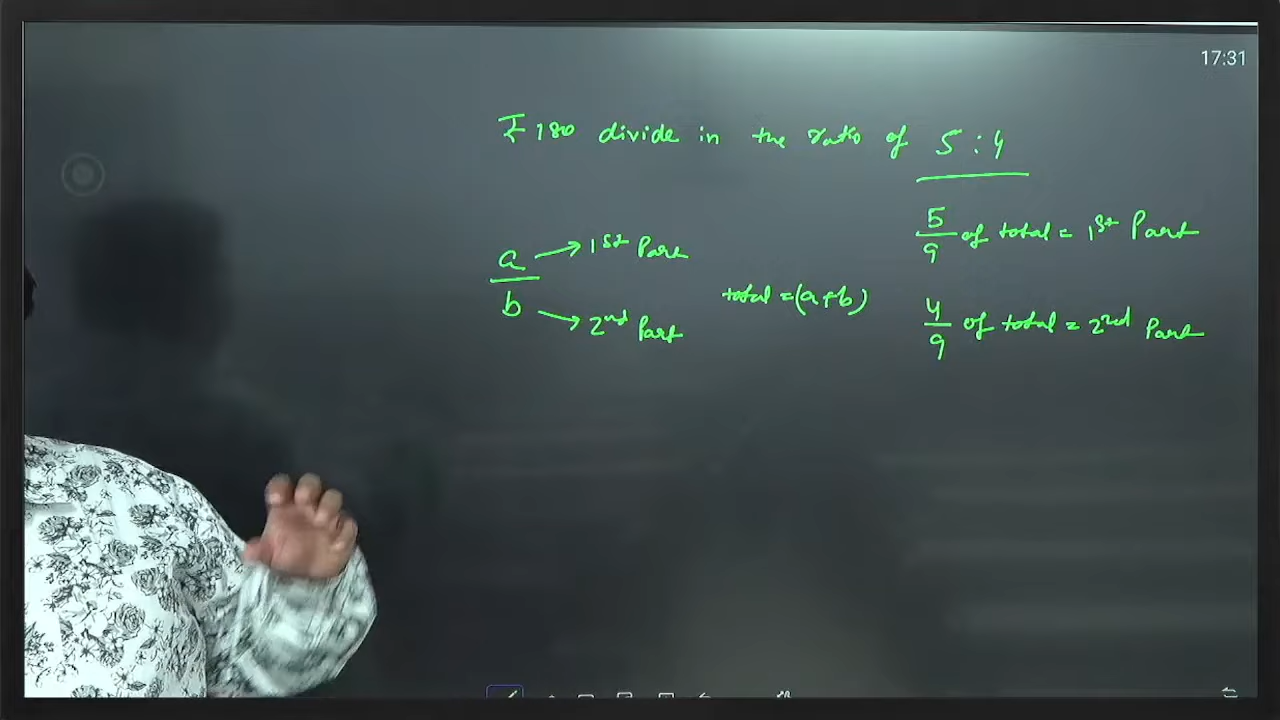 17:31
₹180 divide in the ratio of 5:4
a/b
→ 1st Part
→ 2nd Part
total = (a+b)
5/9 of total = 1st Part
4/9 of total = 2nd Part